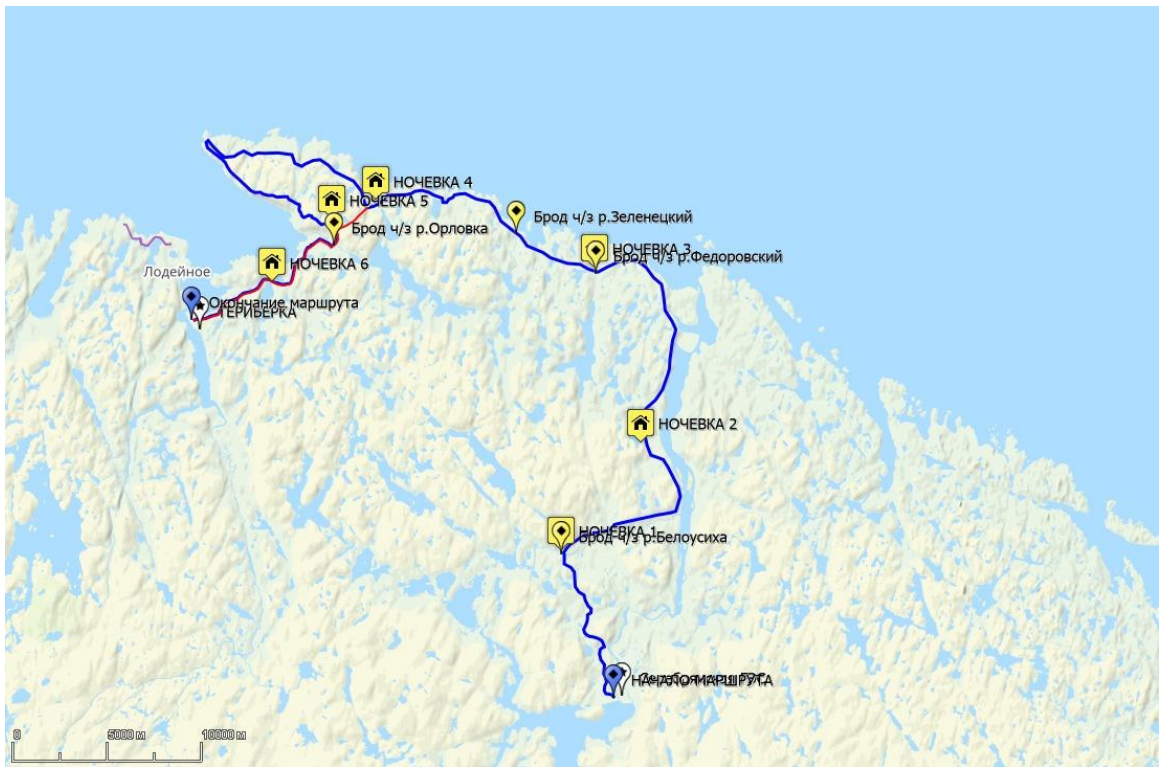 НОЧЕВКА 4
НОЧЕВКА 5
Брод ч/з р.Зеленецкий
Брод ч/з р.Орловка
НОЧЕВКА 3
Брод ч/з р.Федоровский
НОЧЕВКА 6
Лодейное
Окончание маршрута
ТЕРИБЕРКА
НОЧЕВКА 2
НОЧЕВКА 1
Брод ч/з р.Белоусиха
НАЧАЛО МАРШРУТА
0 5000 м 10000 м